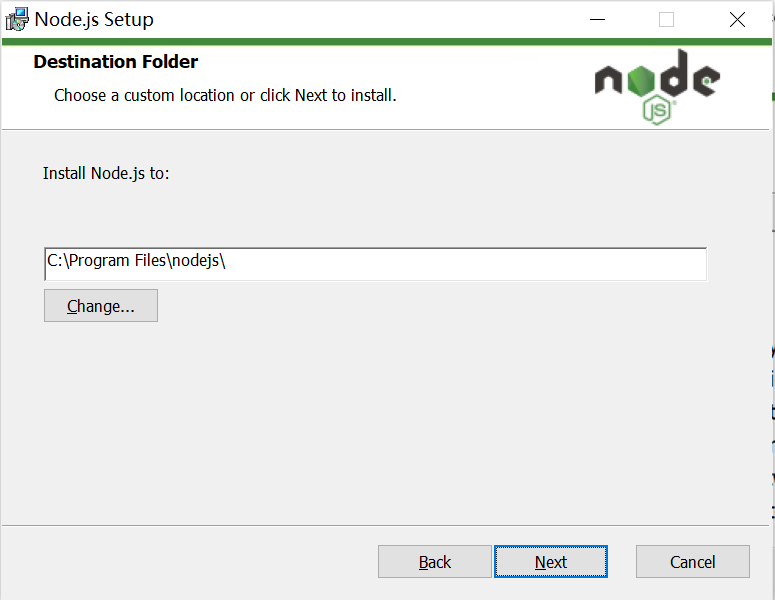 Node.js Setup
Destination Folder
Choose a custom location or click Next to install.
node
JS
Install Node.js to:
C:\Program Files\nodejs\
Change...
Back
Next
Cancel